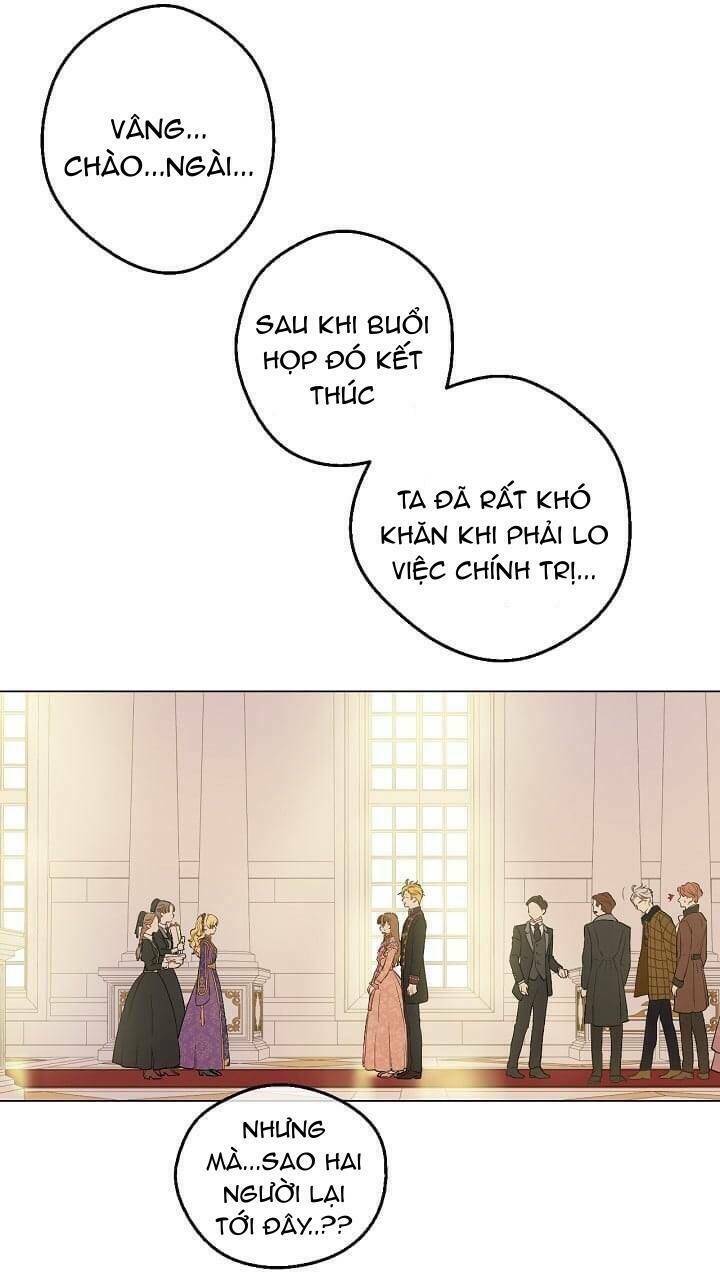 VÂNG...
CHÀO...NGÀI...
SAU KHI BUỔI
HỌP ĐÓ KẾT
THÚC
TA ĐÃ RẤT KHÓ
KHĂN KHI PHẢI LO
VIỆC CHÍNH TRỊ...
NHƯNG
MÀ...SAO HAI
NGƯỜI LẠI
TỚI ĐÂY..??